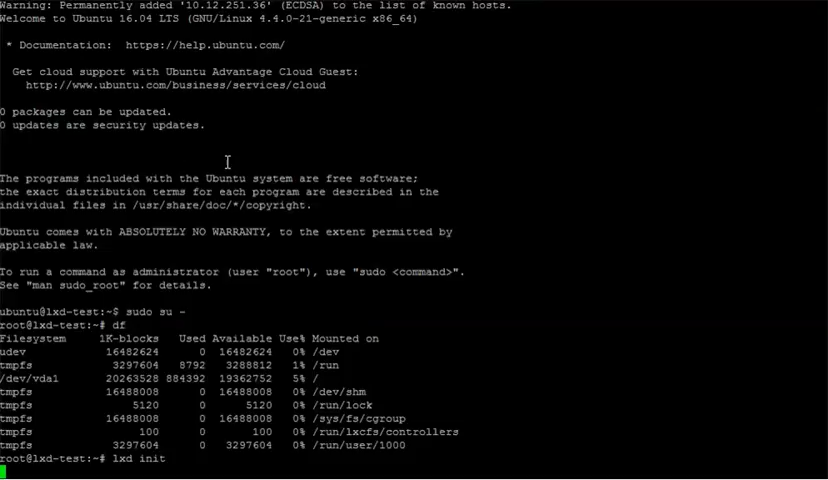 Warning: Permanently added '10.12.251.36' (ECDSA) to the list of known hosts.
Welcome to Ubuntu 16.04 LTS (GNU/Linux 4.4.0-21-generic x86_64)
* Documentation:  https://help.ubuntu.com/
Get cloud support with Ubuntu Advantage Cloud Guest:
http://www.ubuntu.com/business/services/cloud
0 packages can be updated.
0 updates are security updates.
The programs included with the Ubuntu system are free software;
the exact distribution terms for each program are described in the
individual files in /usr/share/doc/*/copyright.
Ubuntu comes with ABSOLUTELY NO WARRANTY, to the extent permitted by
applicable law.
To run a command as administrator (user "root"), use "sudo <command>".
See "man sudo_root" for details.
ubuntu@lxd-test:~$ sudo su -
root@lxd-test:~# df
Filesystem     1K-blocks   Used Available Use% Mounted on
udev            16482624      0  16482624   0% /dev
tmpfs            3297604   8792   3288812   1% /run
/dev/vda1       20263528 884392  19362752   5% /
tmpfs           16488008      0  16488008   0% /dev/shm
tmpfs               5120      0      5120   0% /run/lock
tmpfs           16488008      0  16488008   0% /sys/fs/cgroup
tmpfs                100      0       100   0% /run/lxcfs/controllers
tmpfs            3297604      0   3297604   0% /run/user/1000
root@lxd-test:~# lxd init